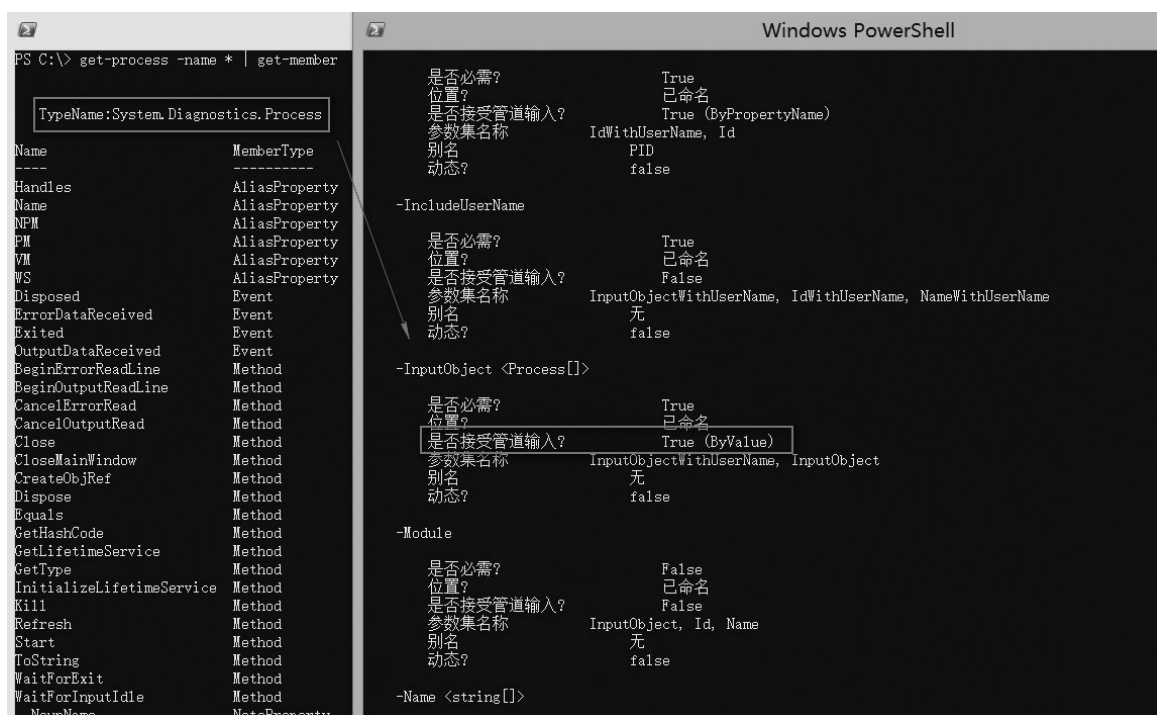 PS C:\> get-process -name * | get-member
TypeName:System.Diagnostics.Process
Name MemberType
---- ----------
Handles AliasProperty
Name AliasProperty
NPM AliasProperty
PM AliasProperty
VM AliasProperty
WS AliasProperty
Disposed Event
ErrorDataReceived Event
Exited Event
OutputDataReceived Event
BeginErrorReadLine Method
BeginOutputReadLine Method
CancelErrorRead Method
CancelOutputRead Method
Close Method
CloseMainWindow Method
CreateObjRef Method
Dispose Method
Equals Method
GetHashCode Method
GetLifetimeService Method
GetType Method
InitializeLifetimeService Method
Kill Method
Refresh Method
Start Method
ToString Method
WaitForExit Method
WaitForInputIdle Method
NoteProperty
Windows PowerShell
是否必需? True
位置? 已命名
是否接受管道输入? True (ByPropertyName)
参数集名称 IdWithUserName, Id
别名 PID
动态? false
-IncludeUserName
是否必需? True
位置? 已命名
是否接受管道输入? False
参数集名称 InputObjectWithUserName, IdWithUserName, NameWithUserName
别名 无
动态? false
-InputObject <Process[]>
是否必需? True
位置? 已命名
是否接受管道输入? True (ByValue)
参数集名称 InputObjectWithUserName, InputObject
别名 无
动态? false
-Module
是否必需? False
位置? 已命名
是否接受管道输入? False
参数集名称 InputObject, Id, Name
别名 无
动态? false
-Name <string[]>